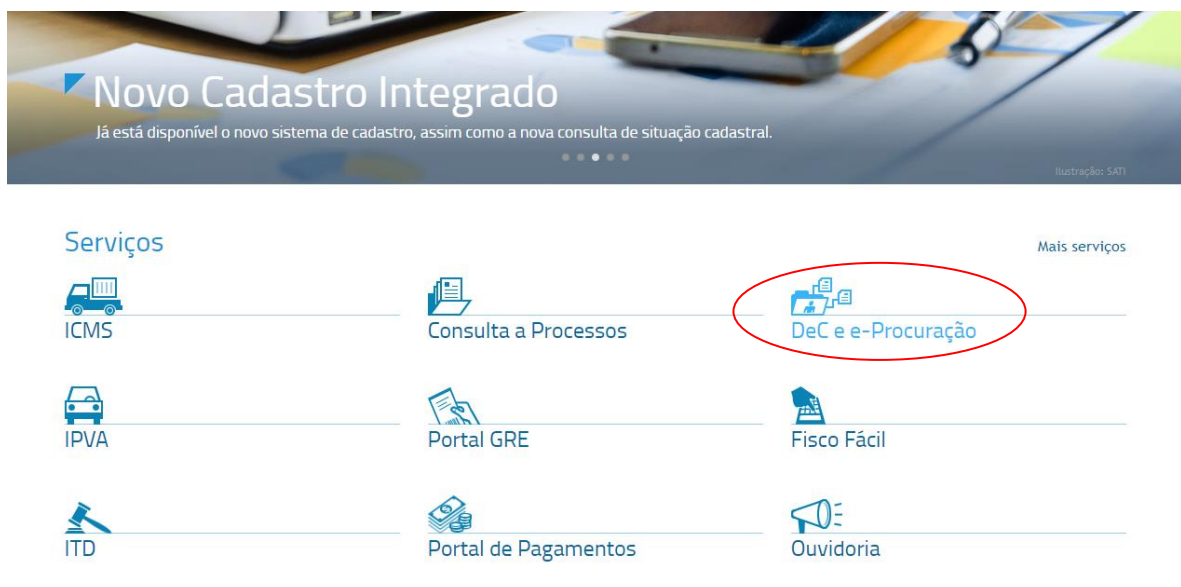 Novo Cadastro Integrado
Já está disponível o novo sistema de cadastro, assim como a nova consulta de situação cadastral.
Ilustração: SATI
Serviços
Mais serviços
ICMS
Consulta a Processos
DeC e e-Procuração
IPVA
Portal GRE
Fisco Fácil
ITD
Portal de Pagamentos
Ouvidoria